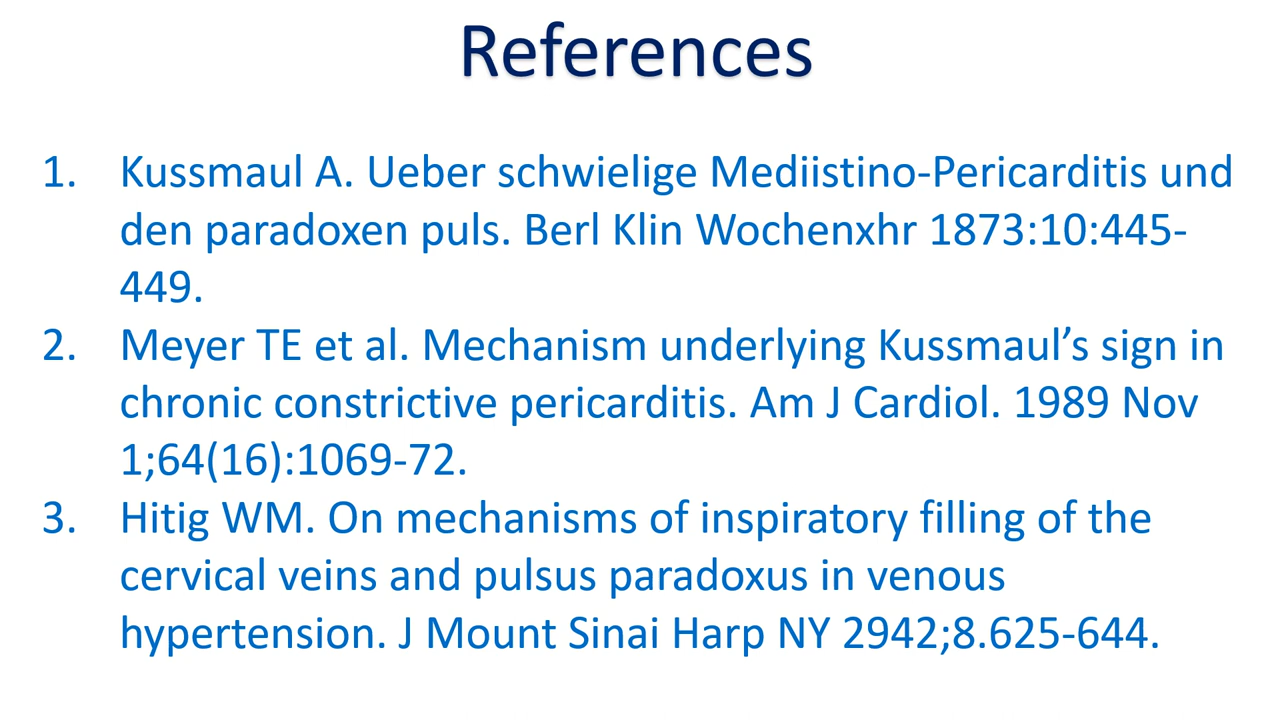 References
1. Kussmaul A. Ueber schwielige Mediistino-Pericarditis und
den paradoxen puls. Berl Klin Wochenxhr 1873:10:445-
449.
2. Meyer TE et al. Mechanism underlying Kussmaul’s sign in
chronic constrictive pericarditis. Am J Cardiol. 1989 Nov
1;64(16):1069-72.
3. Hitig WM. On mechanisms of inspiratory filling of the
cervical veins and pulsus paradoxus in venous
hypertension. J Mount Sinai Harp NY 2942;8.625-644.